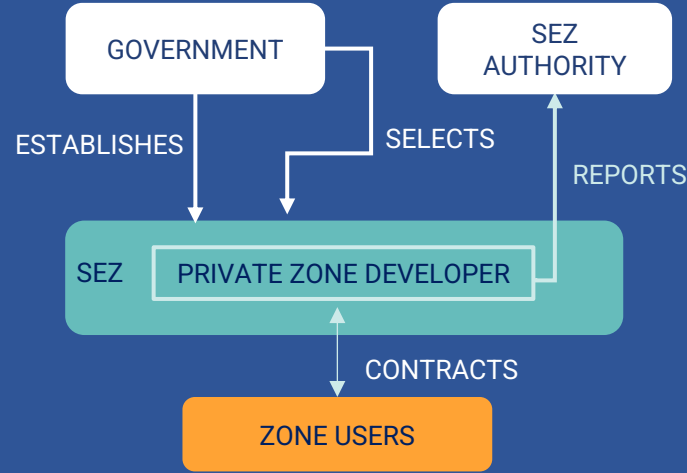 GOVERNMENT
SEZ
AUTHORITY
ESTABLISHES
SELECTS
REPORTS
SEZ
PRIVATE ZONE DEVELOPER
CONTRACTS
ZONE USERS